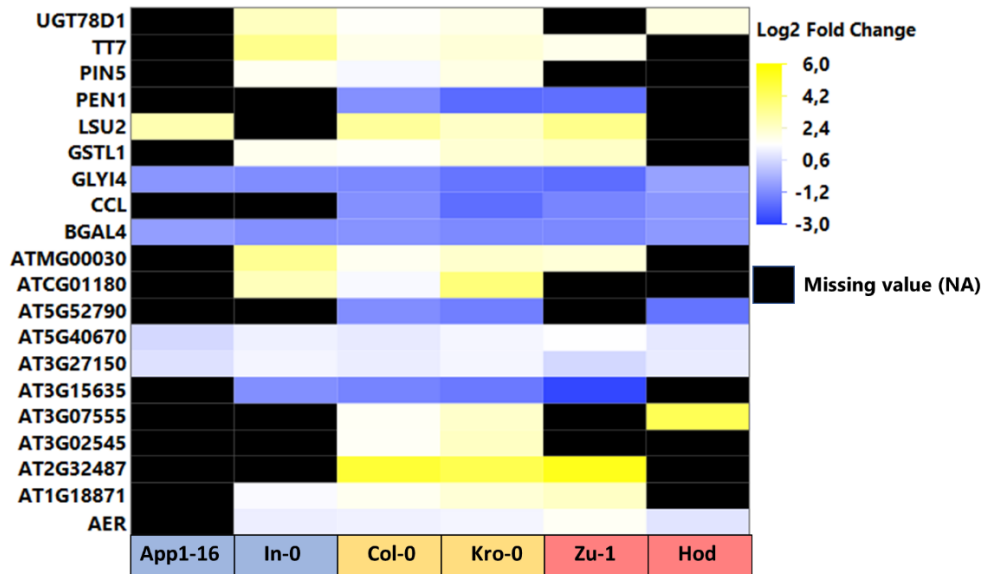 UGT78D1
TT7
PIN5
PEN1
LSU2
GSTL1
GLYI4
CCL
BGAL4
ATMG00030
ATCG01180
AT5G52790
AT5G40670
AT3G27150
AT3G15635
AT3G07555
AT3G02545
AT2G32487
AT1G18871
AER
App1-16 In-0 Col-0 Kro-0 Zu-1 Hod
Log2 Fold Change
6,0
4,2
2,4
0,6
-1,2
-3,0
Missing value (NA)